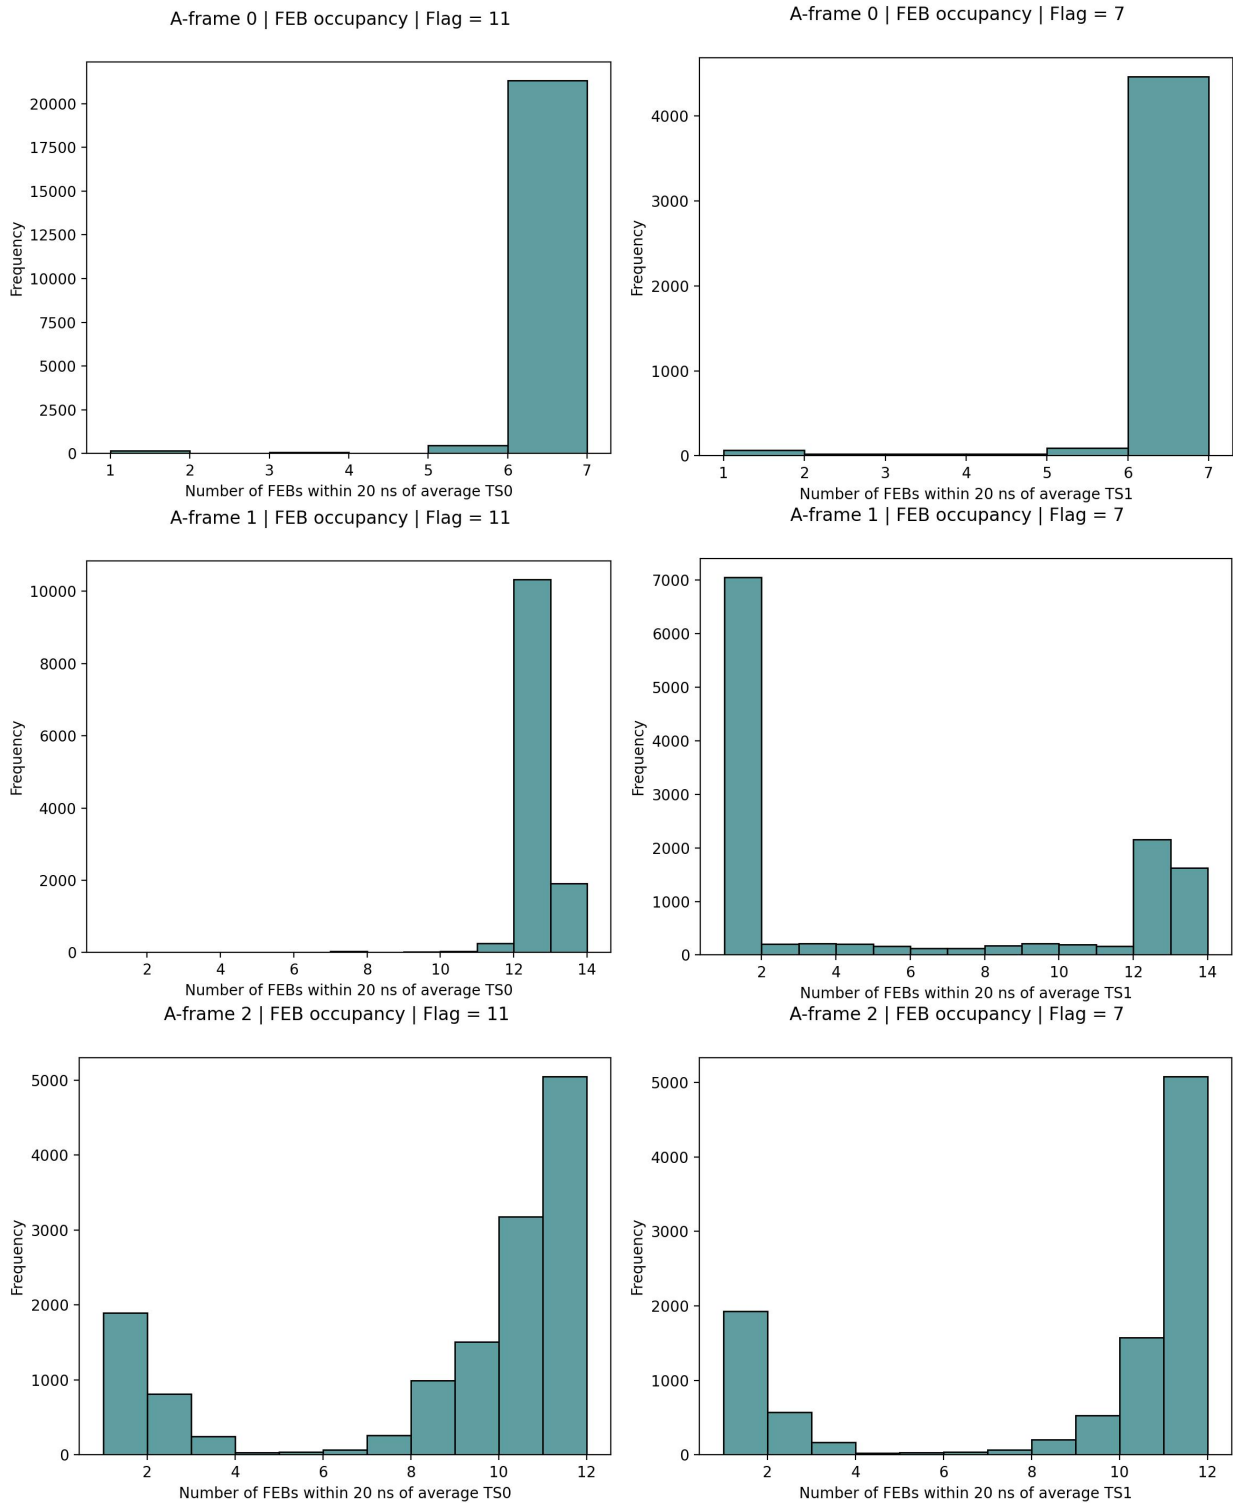 A-frame 0 | FEB occupancy | Flag = 11
20000
17500
15000
12500
10000
7500
5000
2500
0
Frequency
1 2 3 4 5 6 7
Number of FEBs within 20 ns of average TS0
A-frame 0 | FEB occupancy | Flag = 7
4000
3000
2000
1000
0
Frequency
1 2 3 4 5 6 7
Number of FEBs within 20 ns of average TS1
A-frame 1 | FEB occupancy | Flag = 11
10000
8000
6000
4000
2000
0
Frequency
2 4 6 8 10 12 14
Number of FEBs within 20 ns of average TS0
A-frame 1 | FEB occupancy | Flag = 7
7000
6000
5000
4000
3000
2000
1000
0
Frequency
2 4 6 8 10 12 14
Number of FEBs within 20 ns of average TS1
A-frame 2 | FEB occupancy | Flag = 11
5000
4000
3000
2000
1000
0
Frequency
2 4 6 8 10 12
Number of FEBs within 20 ns of average TS0
A-frame 2 | FEB occupancy | Flag = 7
5000
4000
3000
2000
1000
0
Frequency
2 4 6 8 10 12
Number of FEBs within 20 ns of average TS1